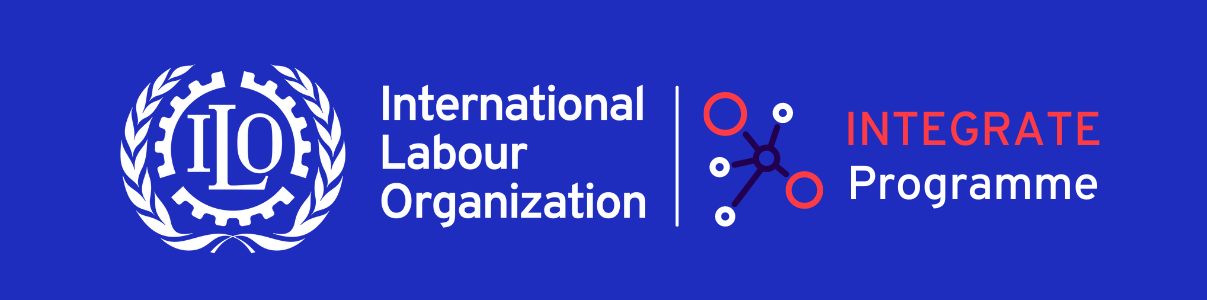 ILO
International
Labour
Organization
INTEGRATE
Programme